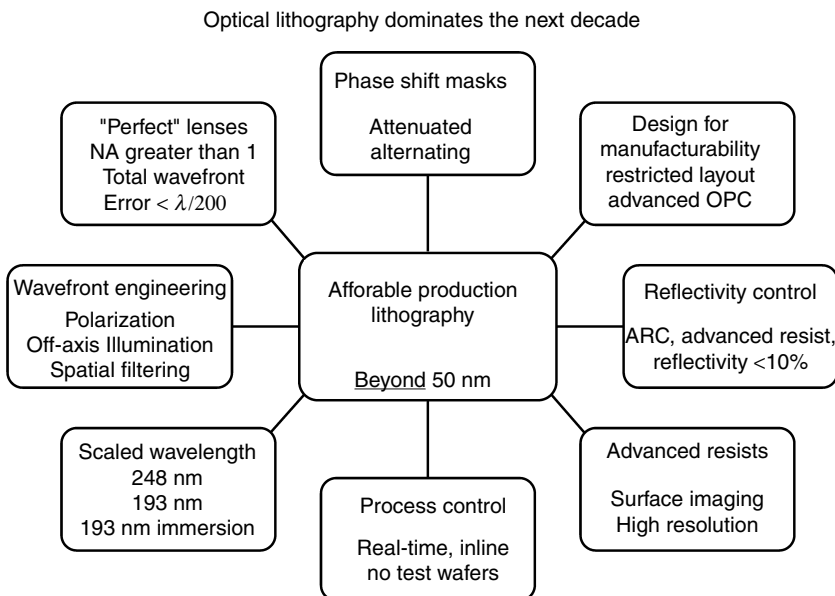 Optical lithography dominates the next decade
Phase shift masks
Attenuated
alternating
"Perfect" lenses
NA greater than 1
Total wavefront
Error < λ/200
Design for
manufacturability
restricted layout
advanced OPC
Wavefront engineering
Polarization
Off-axis Illumination
Spatial filtering
Afforable production
lithography
Beyond 50 nm
Reflectivity control
ARC, advanced resist,
reflectivity <10%
Scaled wavelength
248 nm
193 nm
193 nm immersion
Process control
Real-time, inline
no test wafers
Advanced resists
Surface imaging
High resolution